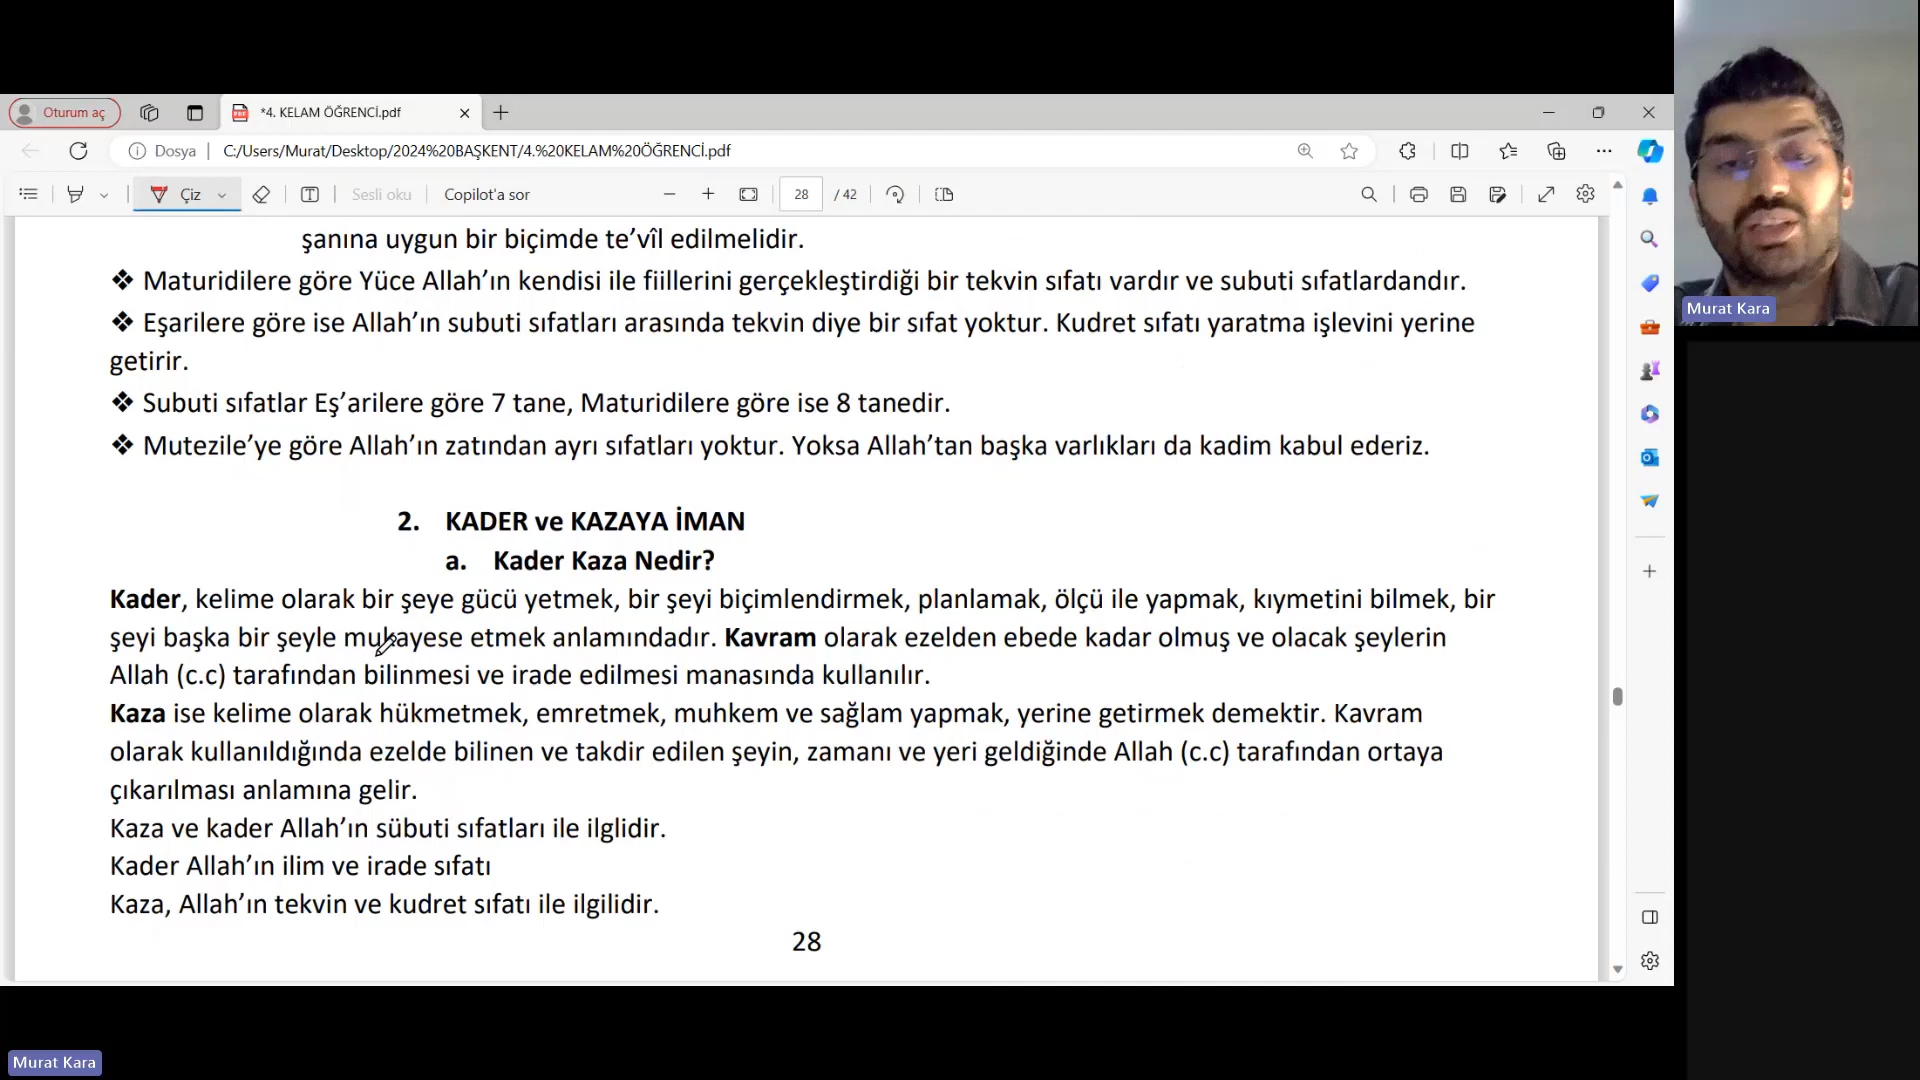 Oturum aç
*4. KELAM ÖĞRENCİ.pdf
Dosya
C:/Users/Murat/Desktop/2024%20BAŞKENT/4.%20KELAM%20ÖĞRENCİ.pdf
Çiz
Sesli oku
Copilot'a sor
28 / 42
şanına uygun bir biçimde te’vîl edilmelidir.
❖ Maturidilere göre Yüce Allah’ın kendisi ile fiillerini gerçekleştirdiği bir tekvin sıfatı vardır ve subuti sıfatlardandır.
❖ Eşarilere göre ise Allah’ın subuti sıfatları arasında tekvin diye bir sıfat yoktur. Kudret sıfatı yaratma işlevini yerine
getirir.
❖ Subuti sıfatlar Eş’arilere göre 7 tane, Maturidilere göre ise 8 tanedir.
❖ Mutezile’ye göre Allah’ın zatından ayrı sıfatları yoktur. Yoksa Allah’tan başka varlıkları da kadim kabul ederiz.
2. KADER ve KAZAYA İMAN
a. Kader Kaza Nedir?
Kader, kelime olarak bir şeye gücü yetmek, bir şeyi biçimlendirmek, planlamak, ölçü ile yapmak, kıymetini bilmek, bir
şeyi başka bir şeyle mukayese etmek anlamındadır. Kavram olarak ezelden ebede kadar olmuş ve olacak şeylerin
Allah (c.c) tarafından bilinmesi ve irade edilmesi manasında kullanılır.
Kaza ise kelime olarak hükmetmek, emretmek, muhkem ve sağlam yapmak, yerine getirmek demektir. Kavram
olarak kullanıldığında ezelde bilinen ve takdir edilen şeyin, zamanı ve yeri geldiğinde Allah (c.c) tarafından ortaya
çıkarılması anlamına gelir.
Kaza ve kader Allah’ın sübuti sıfatları ile ilglidir.
Kader Allah’ın ilim ve irade sıfatı
Kaza, Allah’ın tekvin ve kudret sıfatı ile ilgilidir.
28
Murat Kara
Murat Kara